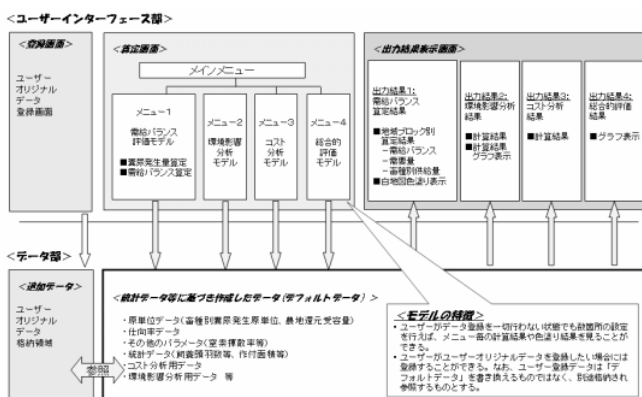 <ユーザーインターフェース部>
<登録画面>
ユーザー
オリジナル
データ
登録画面
<算定画面>
メインメニュー
メニュー1
需給バランス
評価モデル
■糞尿発生量算定
■需給バランス算定
メニュー2
環境影響
分析
モデル
メニュー3
コスト
分析
モデル
メニュー4
総合的
評価
モデル
<出力結果表示画面>
出力結果1:
需給バランス
算定結果
■地域ブロック別
算定結果
－需給バランス
－需要量
－畜種別供給量
■白地図色塗り表示
出力結果2:
環境影響分析
結果
■計算結果
■計算結果
グラフ表示
出力結果3:
コスト分析
結果
■計算結果
出力結果4:
総合的評価
結果
■グラフ表示
<データ部>
<追加データ>
ユーザー
オリジナル
データ
格納領域
参照
<統計データ等に基づき作成したデータ(デフォルトデータ)>
・原単位データ(畜種別糞尿発生原単位、農地還元受容量)
・仕向率データ
・その他のパラメータ(窒素揮散率等)
・統計データ(飼養頭羽数等、作付面積等)
・コスト分析用データ
・環境影響分析用データ 等
<モデルの特徴>
・ユーザーがデータ登録を一切行わない状態でも数箇所の設定
を行えば、メニュー毎の計算結果や色塗り結果を見ることが
できる。
・ユーザーがユーザーオリジナルデータを登録したい場合には
登録することができる。なお、ユーザー登録データは「デ
フォルトデータ」を書き換えるものではなく、別途格納され
参照するものとする。